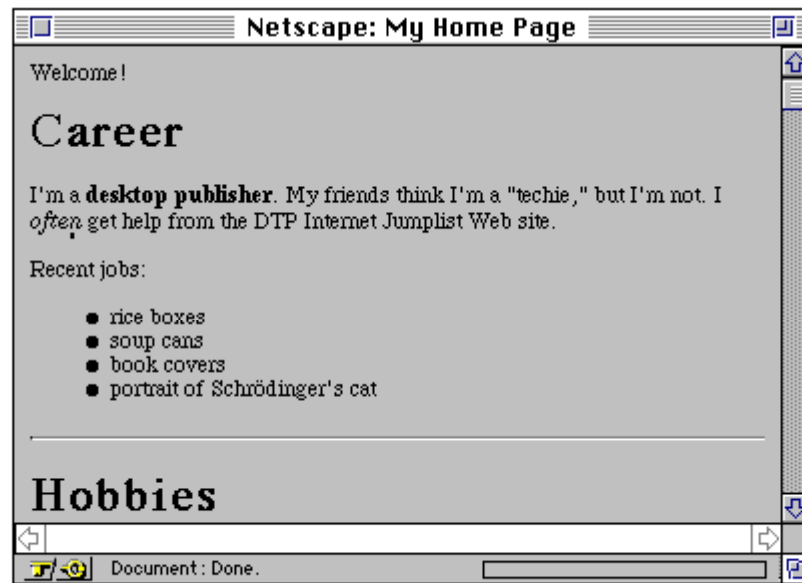 Netscape: My Home Page
Welcome!
Career
I'm a desktop publisher. My friends think I'm a "techie," but I'm not. I
often get help from the DTP Internet Jumplist Web site.
Recent jobs:
rice boxes
soup cans
book covers
portrait of Schrödinger's cat
Hobbies
Document: Done.